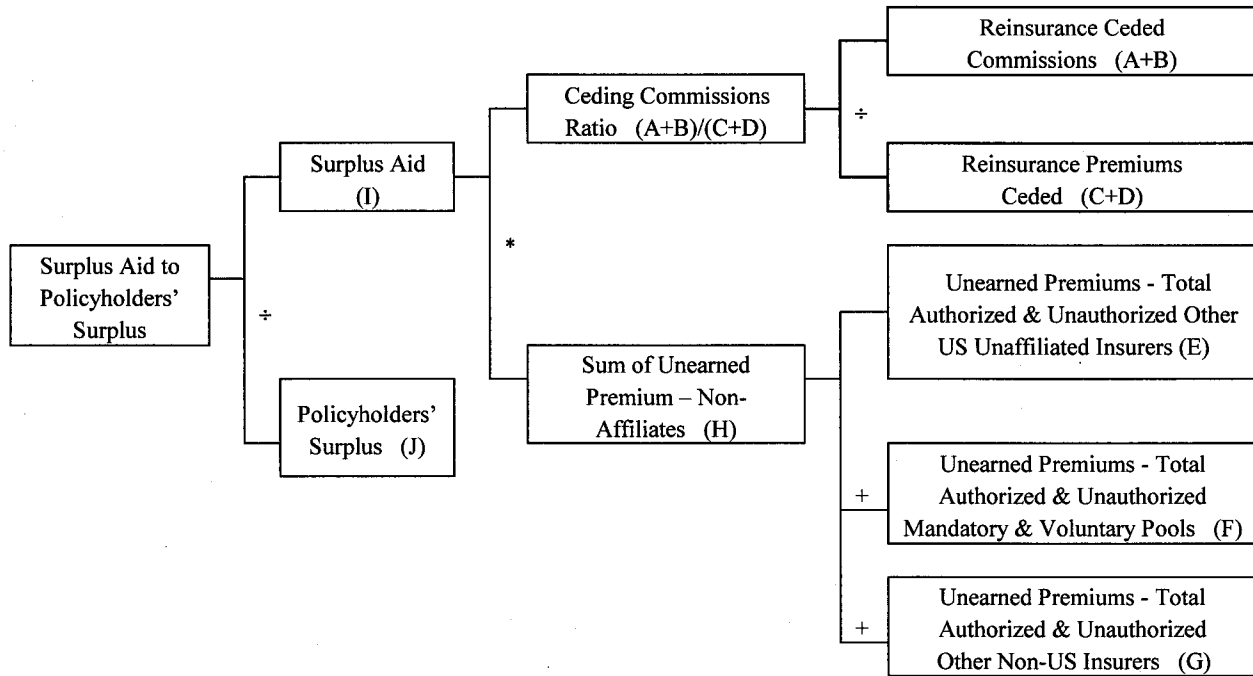 Surplus Aid to
Policyholders'
Surplus
÷
Surplus Aid
(I)
Policyholders'
Surplus (J)
*
Ceding Commissions
Ratio (A+B)/(C+D)
Sum of Unearned
Premium – Non-
Affiliates (H)
÷
Reinsurance Ceded
Commissions (A+B)
Reinsurance Premiums
Ceded (C+D)
Unearned Premiums - Total
Authorized & Unauthorized Other
US Unaffiliated Insurers (E)
+
Unearned Premiums - Total
Authorized & Unauthorized
Mandatory & Voluntary Pools (F)
+
Unearned Premiums - Total
Authorized & Unauthorized
Other Non-US Insurers (G)